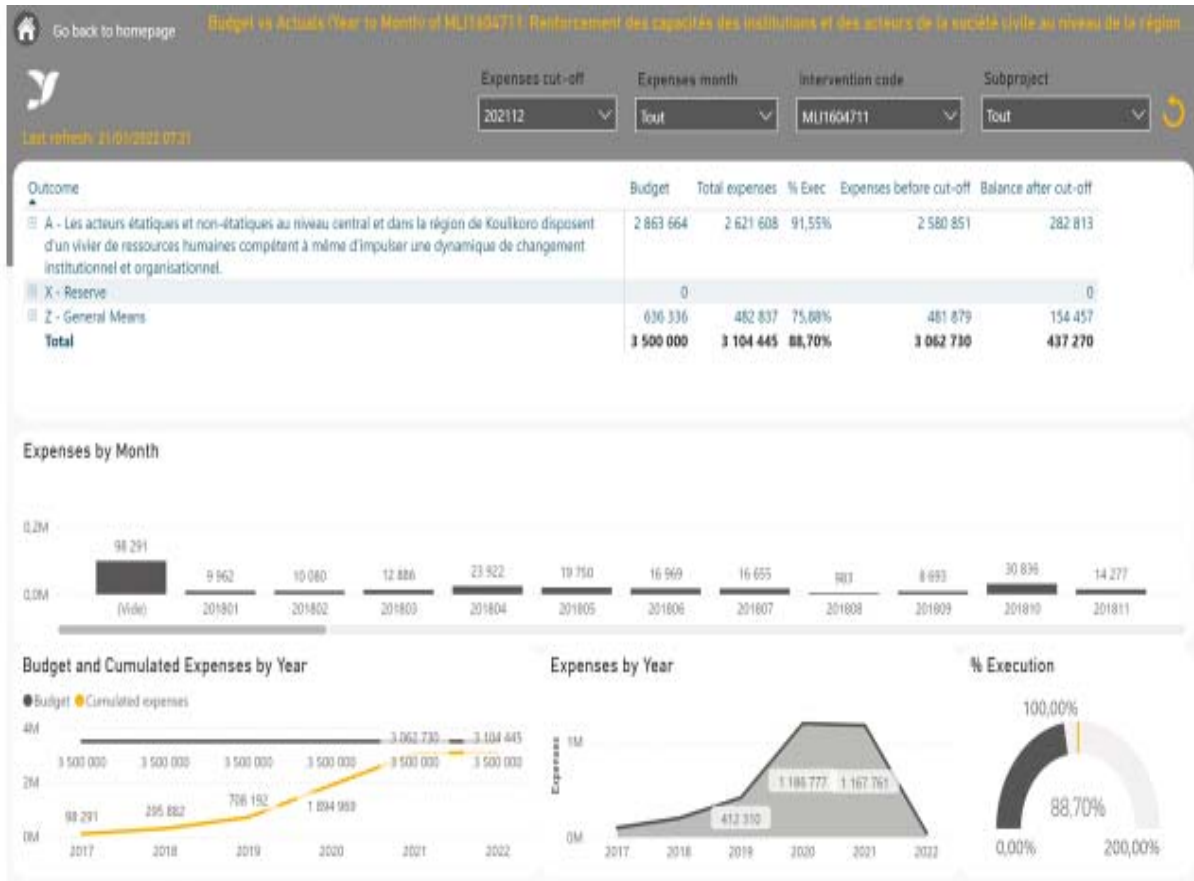 Go back to homepage
Budget vs Actuals (Year to Month) of MLI1604711 Renforcement des capacités des institutions et des acteurs de la société civile au niveau de la région
Expenses cut-off Expenses month Intervention code Subproject
202112 Tout MLI1604711 Tout
Last refresh: 21/01/2022 07:21
Outcome Budget Total expenses % Exec Expenses before cut-off Balance after cut-off
A - Les acteurs étatiques et non-étatiques au niveau central et dans la région de Koulikoro disposent 2 863 664 2 621 608 91,55% 2 580 851 282 813
d'un vivier de ressources humaines compétent à même d'impulser une dynamique de changement
institutionnel et organisationnel.
X - Reserve 0 0
Z - General Means 636 336 482 837 75,88% 481 879 154 457
Total 3 500 000 3 104 445 88,70% 3 062 730 437 270
Expenses by Month
0,2M
98 291 9 962 10 080 12 886 23 922 19 750 16 969 16 655 983 8 693 30 836 14 277
0,0M
(Vide) 201801 201802 201803 201804 201805 201806 201807 201808 201809 201810 201811
Budget and Cumulated Expenses by Year
Budget Cumulated expenses
4M
3 062 730 3 104 445
3 500 000 3 500 000 3 500 000 3 500 000 3 500 000 3 500 000
2M
98 291 295 882 708 192 1 894 969
0M
2017 2018 2019 2020 2021 2022
Expenses by Year
Expenses
1M
1 186 777 1 167 761
412 310
0M
2017 2018 2019 2020 2021 2022
% Execution
100,00%
88,70%
0,00% 200,00%